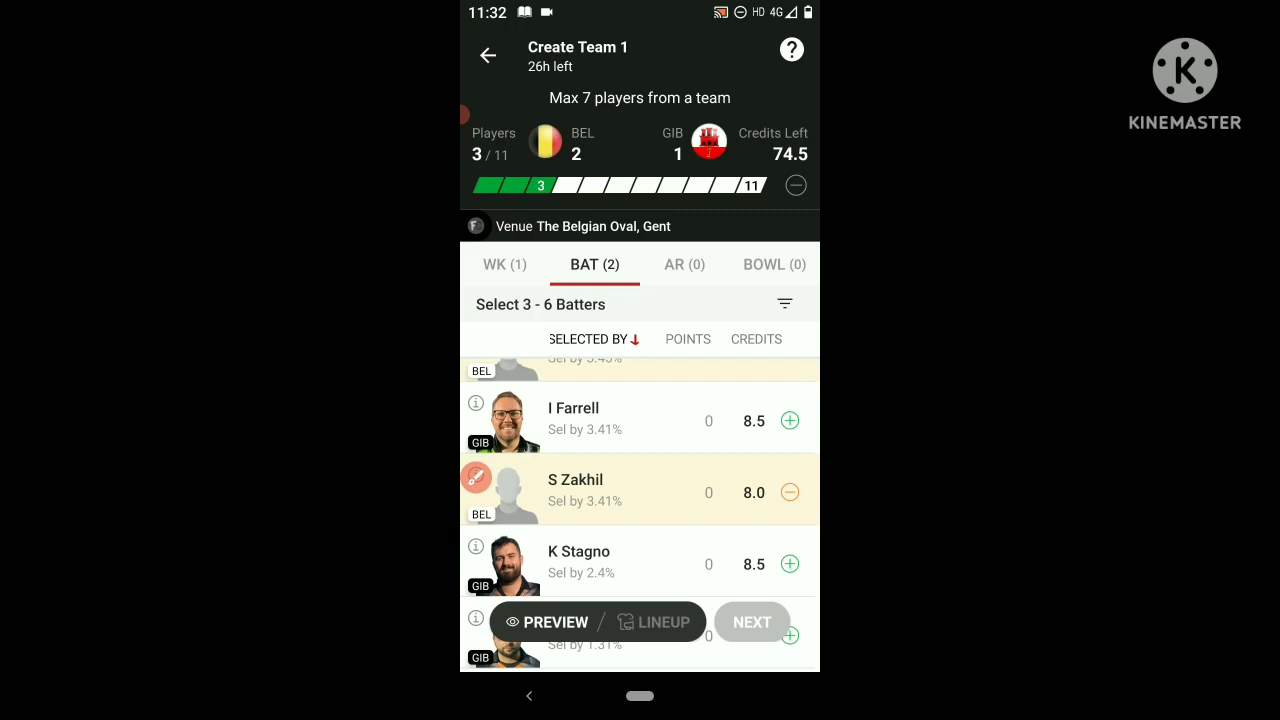 11:32
HD 4G
Create Team 1
26h left
?
Max 7 players from a team
Players BEL GIB Credits Left
3 / 11 2 1 74.5
3 11
Venue The Belgian Oval, Gent
WK (1) BAT (2) AR (0) BOWL (0)
Select 3 - 6 Batters
SELECTED BY POINTS CREDITS
BEL
I Farrell
Sel by 3.41%
0 8.5
GIB
S Zakhil
Sel by 3.41%
0 8.0
BEL
K Stagno
Sel by 2.4%
0 8.5
GIB
PREVIEW / LINEUP NEXT
0
Sel by 1.31%
GIB
K
KINEMASTER